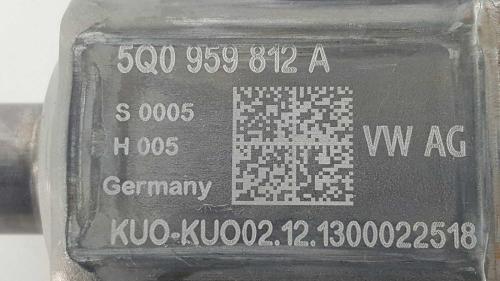 5Q0 959 812 A
S 0005
H 005
VW AG
Germany
KUO-KUO02.12.1300022518